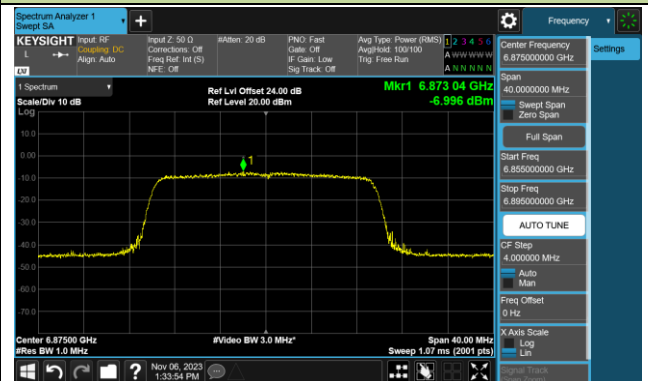 Spectrum Analyzer 1
Swept SA
Frequency
KEYSIGHT
L
Input: RF
Coupling: DC
Align: Auto
Input Z: 50 Ω
Corrections: Off
Freq Ref: Int (S)
NFE: Off
#Atten: 20 dB
PNO: Fast
Gate: Off
IF Gain: Low
Sig Track: Off
Avg Type: Power (RMS)
Avg|Hold: 100/100
Trig: Free Run
1 2 3 4 5 6
A W W W W W
A N N N N N
Center Frequency
6.875000000 GHz
Settings
Span
40.0000000 MHz
Swept Span
Zero Span
Full Span
Start Freq
6.855000000 GHz
Stop Freq
6.895000000 GHz
AUTO TUNE
CF Step
4.000000 MHz
Auto
Man
Freq Offset
0 Hz
X Axis Scale
Log
Lin
Signal Track
1 Spectrum
Scale/Div 10 dB
Log
Ref Lvl Offset 24.00 dB
Ref Level 20.00 dBm
Mkr1 6.873 04 GHz
-6.996 dBm
10.0
0.00
-10.0
-20.0
-30.0
-40.0
-50.0
-60.0
-70.0
1
Center 6.87500 GHz
#Res BW 1.0 MHz
#Video BW 3.0 MHz*
Span 40.00 MHz
Sweep 1.07 ms (2001 pts)
Nov 06, 2023
1:33:54 PM